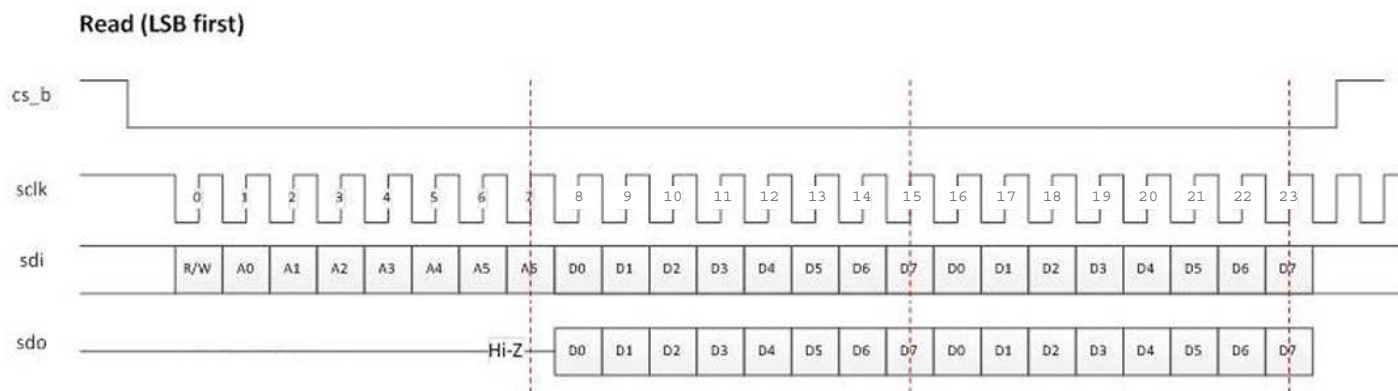 Read (LSB first)
cs_b
sclk 0 1 2 3 4 5 6 7 8 9 10 11 12 13 14 15 16 17 18 19 20 21 22 23
sdi R/W A0 A1 A2 A3 A4 A5 A6 D0 D1 D2 D3 D4 D5 D6 D7 D0 D1 D2 D3 D4 D5 D6 D7
sdo Hi-Z D0 D1 D2 D3 D4 D5 D6 D7 D0 D1 D2 D3 D4 D5 D6 D7